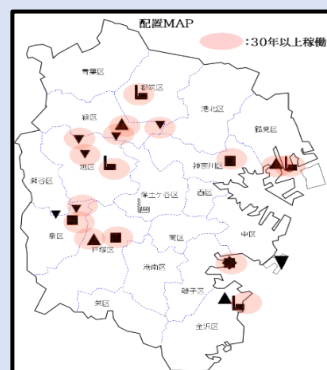 配置MAP
:30年以上稼働
青葉区
都筑区
港北区
緑区
鶴見区
旭区
神奈川区
瀬谷区
保土ケ谷区
西区
中区
泉区
戸塚区
南区
港南区
磯子区
栄区
金沢区